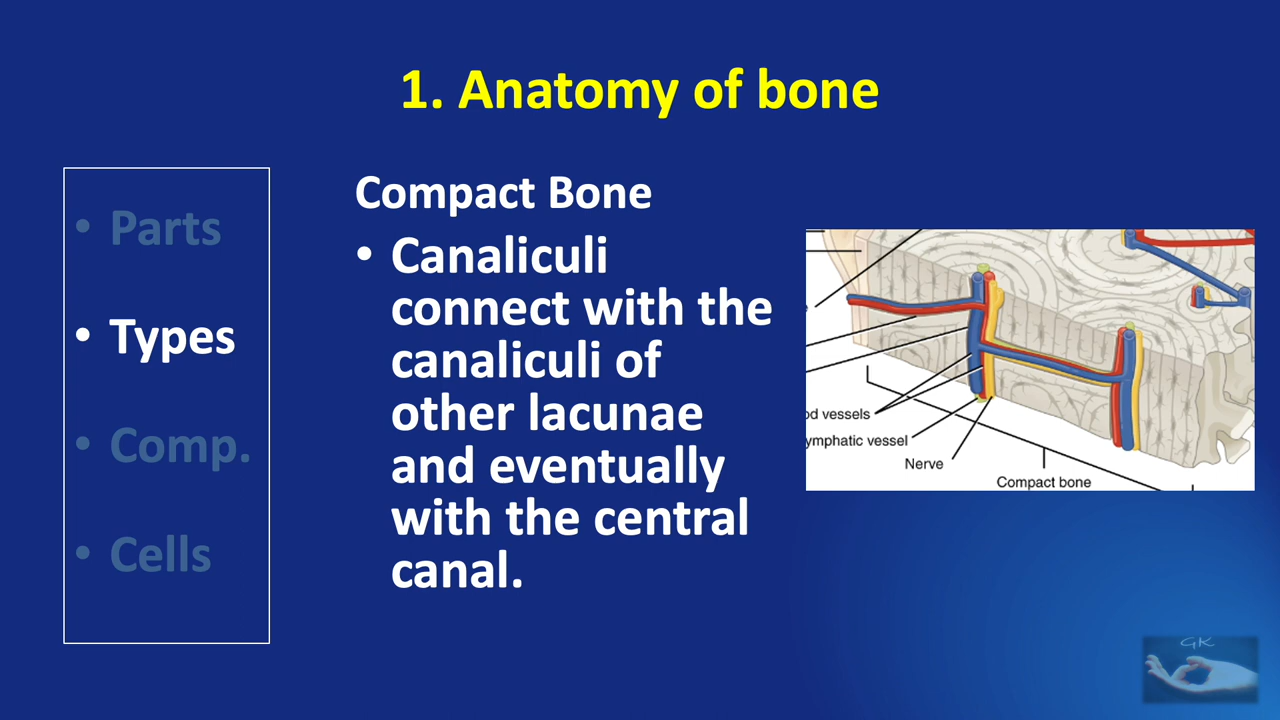 1. Anatomy of bone
• Parts
• Types
• Comp.
• Cells
Compact Bone
• Canaliculi
connect with the
canaliculi of
other lacunae
and eventually
with the central
canal.
od vessels
ymphatic vessel
Nerve
Compact bone
GK